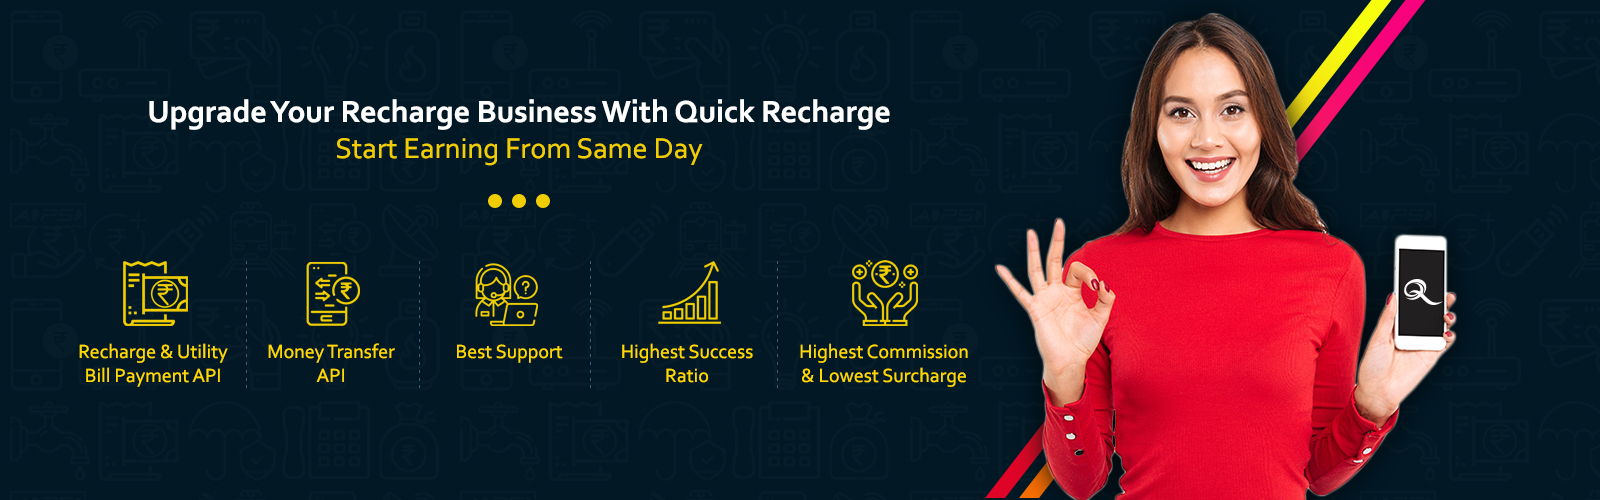 Upgrade Your Recharge Business With Quick Recharge
Start Earning From Same Day
Recharge & Utility
Bill Payment API
Money Transfer
API
Best Support
Highest Success
Ratio
Highest Commission
& Lowest Surcharge